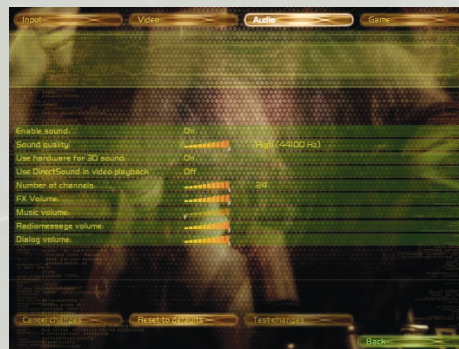 Input
Video
Audio
Game
Enable sound: On
Sound quality: High (44100 Hz)
Use hardware for 3D sound: On
Use DirectSound in video playback Off
Number of channels: 24
FX Volume:
Music volume:
Radiomessage volume:
Dialog volume:
Cancel changes
Reset to defaults
Test changes
Back